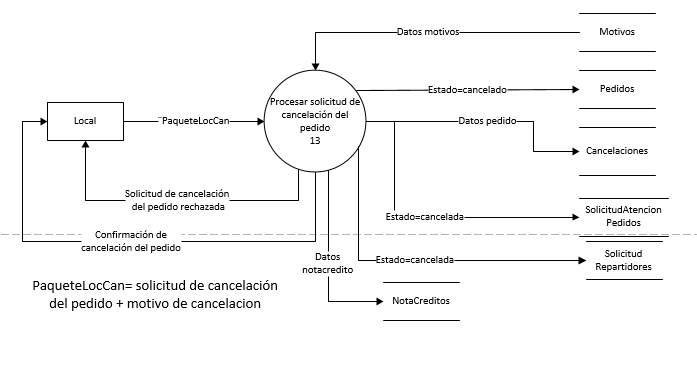 Datos motivos
Motivos
Estado=cancelado
Pedidos
Procesar solicitud de
cancelación del
pedido
13
Local
PaqueteLocCan
Datos pedido
Cancelaciones
Solicitud de cancelación
del pedido rechazada
Estado=cancelada
SolicitudAtencion
Pedidos
Confirmación de
cancelación del pedido
Datos
notacredito
Estado=cancelada
Solicitud
Repartidores
PaqueteLocCan= solicitud de cancelación
del pedido + motivo de cancelacion
NotaCreditos